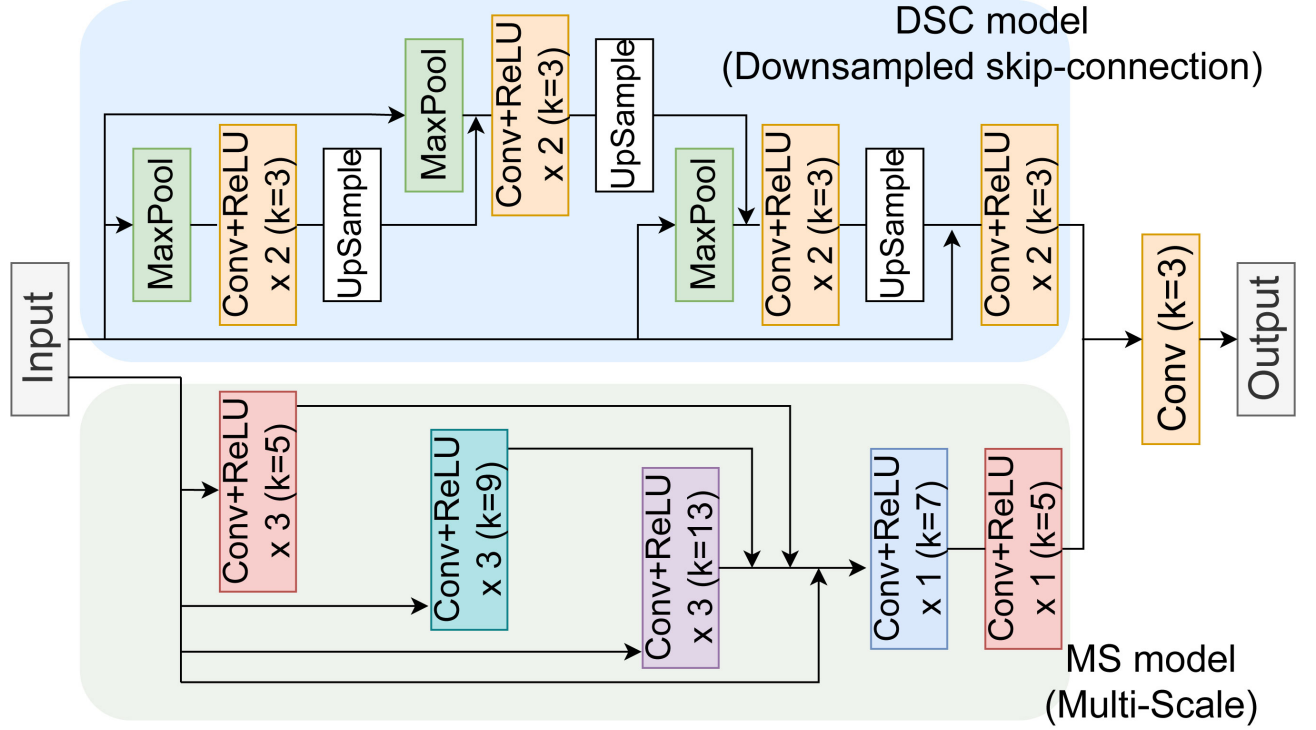 DSC model
(Downsampled skip-connection)
Input
MaxPool
Conv+ReLU
x 2 (k=3)
UpSample
MaxPool
Conv+ReLU
x 2 (k=3)
UpSample
MaxPool
Conv+ReLU
x 2 (k=3)
UpSample
Conv+ReLU
x 2 (k=3)
Conv+ReLU
x 3 (k=5)
Conv+ReLU
x 3 (k=9)
Conv+ReLU
x 3 (k=13)
Conv+ReLU
x 1 (k=7)
Conv+ReLU
x 1 (k=5)
Conv (k=3)
Output
MS model
(Multi-Scale)